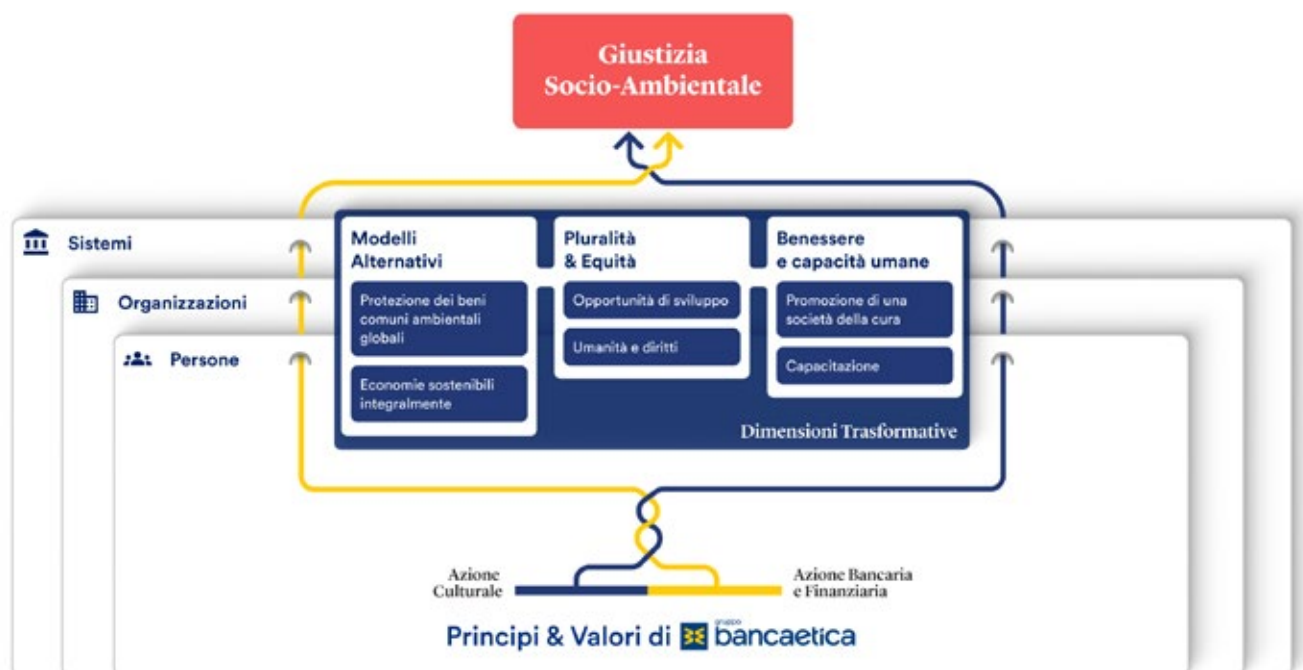 Giustizia
Socio-Ambientale
Sistemi
Organizzazioni
Persone
Modelli
Alternativi
Protezione dei beni
comuni ambientali
globali
Economie sostenibili
integralmente
Pluralità
& Equità
Opportunità di sviluppo
Umanità e diritti
Benessere
e capacità umane
Promozione di una
società della cura
Capacitazione
Dimensioni Trasformative
Azione
Culturale
Azione Bancaria
e Finanziaria
Principi & Valori di gruppo bancaetica